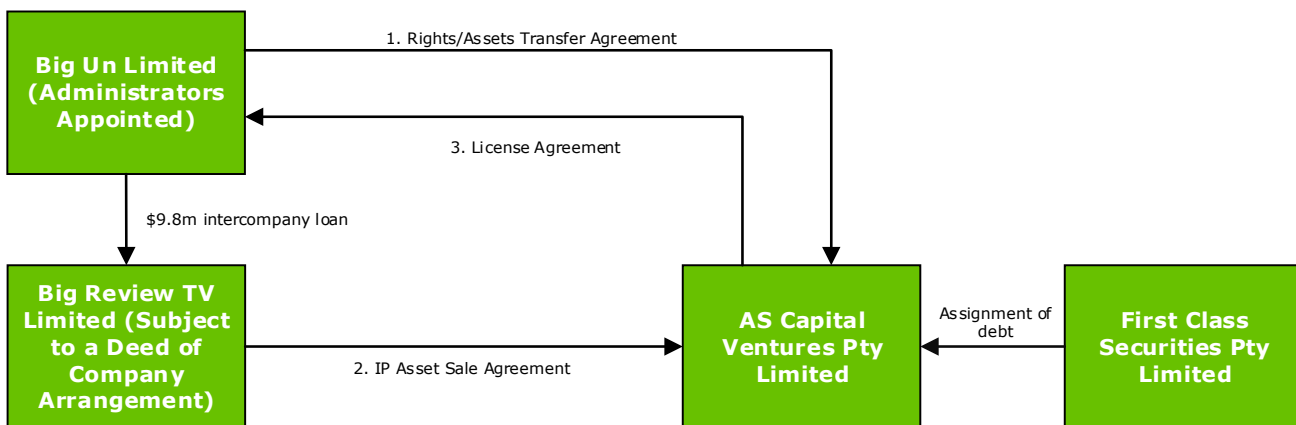 1. Rights/Assets Transfer Agreement
Big Un Limited
(Administrators
Appointed)
3. License Agreement
$9.8m intercompany loan
Big Review TV
Limited (Subject
to a Deed of
Company
Arrangement)
2. IP Asset Sale Agreement
AS Capital
Ventures Pty
Limited
Assignment of
debt
First Class
Securities Pty
Limited